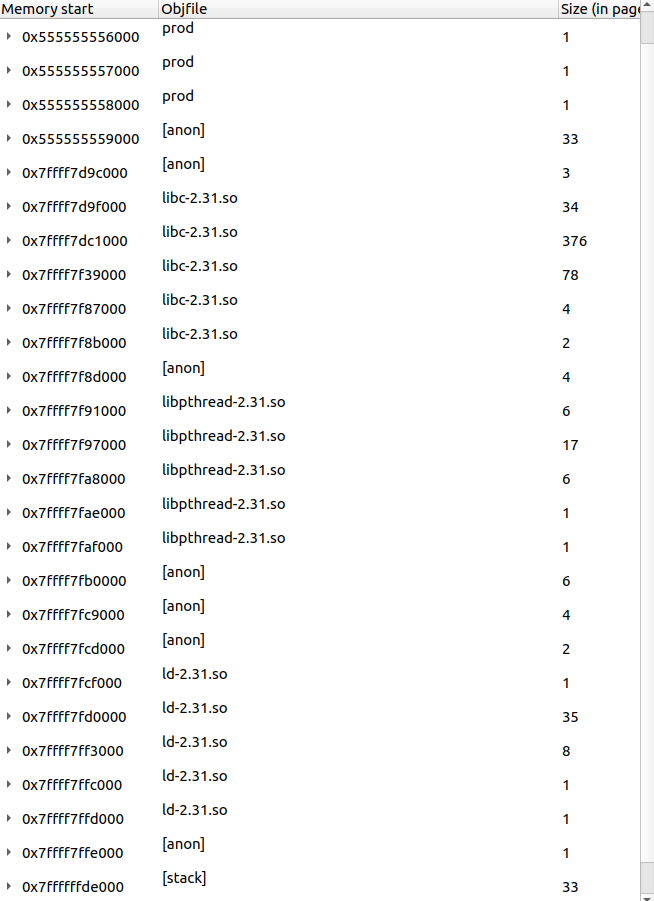 Memory start Objfile Size (in page
0x555555556000 prod 1
0x555555557000 prod 1
0x555555558000 prod 1
0x555555559000 [anon] 33
0x7ffff7d9c000 [anon] 3
0x7ffff7d9f000 libc-2.31.so 34
0x7ffff7dc1000 libc-2.31.so 376
0x7ffff7f39000 libc-2.31.so 78
0x7ffff7f87000 libc-2.31.so 4
0x7ffff7f8b000 libc-2.31.so 2
0x7ffff7f8d000 [anon] 4
0x7ffff7f91000 libpthread-2.31.so 6
0x7ffff7f97000 libpthread-2.31.so 17
0x7ffff7fa8000 libpthread-2.31.so 6
0x7ffff7fae000 libpthread-2.31.so 1
0x7ffff7faf000 libpthread-2.31.so 1
0x7ffff7fb0000 [anon] 6
0x7ffff7fc9000 [anon] 4
0x7ffff7fcd000 [anon] 2
0x7ffff7fcf000 ld-2.31.so 1
0x7ffff7fd0000 ld-2.31.so 35
0x7ffff7ff3000 ld-2.31.so 8
0x7ffff7ffc000 ld-2.31.so 1
0x7ffff7ffd000 ld-2.31.so 1
0x7ffff7ffe000 [anon] 1
0x7ffffffde000 [stack] 33